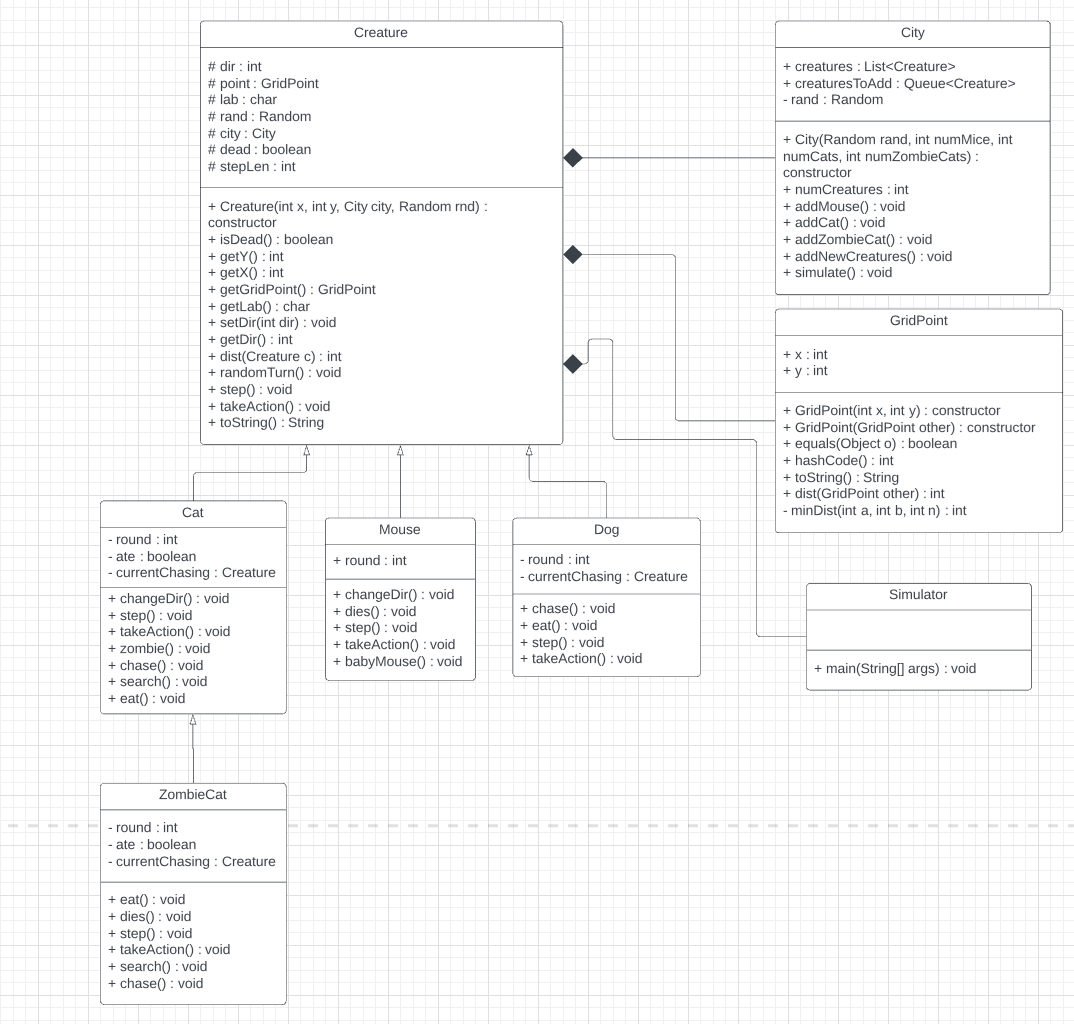 Creature
# dir : int
# point : GridPoint
# lab : char
# rand : Random
# city : City
# dead : boolean
# stepLen : int
+ Creature(int x, int y, City city, Random rnd) :
constructor
+ isDead() : boolean
+ getY() : int
+ getX() : int
+ getGridPoint() : GridPoint
+ getLab() : char
+ setDir(int dir) : void
+ getDir() : int
+ dist(Creature c) : int
+ randomTurn() : void
+ step() : void
+ takeAction() : void
+ toString() : String
City
+ creatures : List<Creature>
+ creaturesToAdd : Queue<Creature>
- rand : Random
+ City(Random rand, int numMice, int
numCats, int numZombieCats) :
constructor
+ numCreatures : int
+ addMouse() : void
+ addCat() : void
+ addZombieCat() : void
+ addNewCreatures() : void
+ simulate() : void
GridPoint
+ x : int
+ y : int
+ GridPoint(int x, int y) : constructor
+ GridPoint(GridPoint other) : constructor
+ equals(Object o) : boolean
+ hashCode() : int
+ toString() : String
+ dist(GridPoint other) : int
- minDist(int a, int b, int n) : int
Cat
- round : int
- ate : boolean
- currentChasing : Creature
+ changeDir() : void
+ step() : void
+ takeAction() : void
+ zombie() : void
+ chase() : void
+ search() : void
+ eat() : void
Mouse
+ round : int
+ changeDir() : void
+ dies() : void
+ step() : void
+ takeAction() : void
+ babyMouse() : void
Dog
- round : int
- currentChasing : Creature
+ chase() : void
+ eat() : void
+ step() : void
+ takeAction() : void
Simulator
+ main(String[] args) : void
ZombieCat
- round : int
- ate : boolean
- currentChasing : Creature
+ eat() : void
+ dies() : void
+ step() : void
+ takeAction() : void
+ search() : void
+ chase() : void